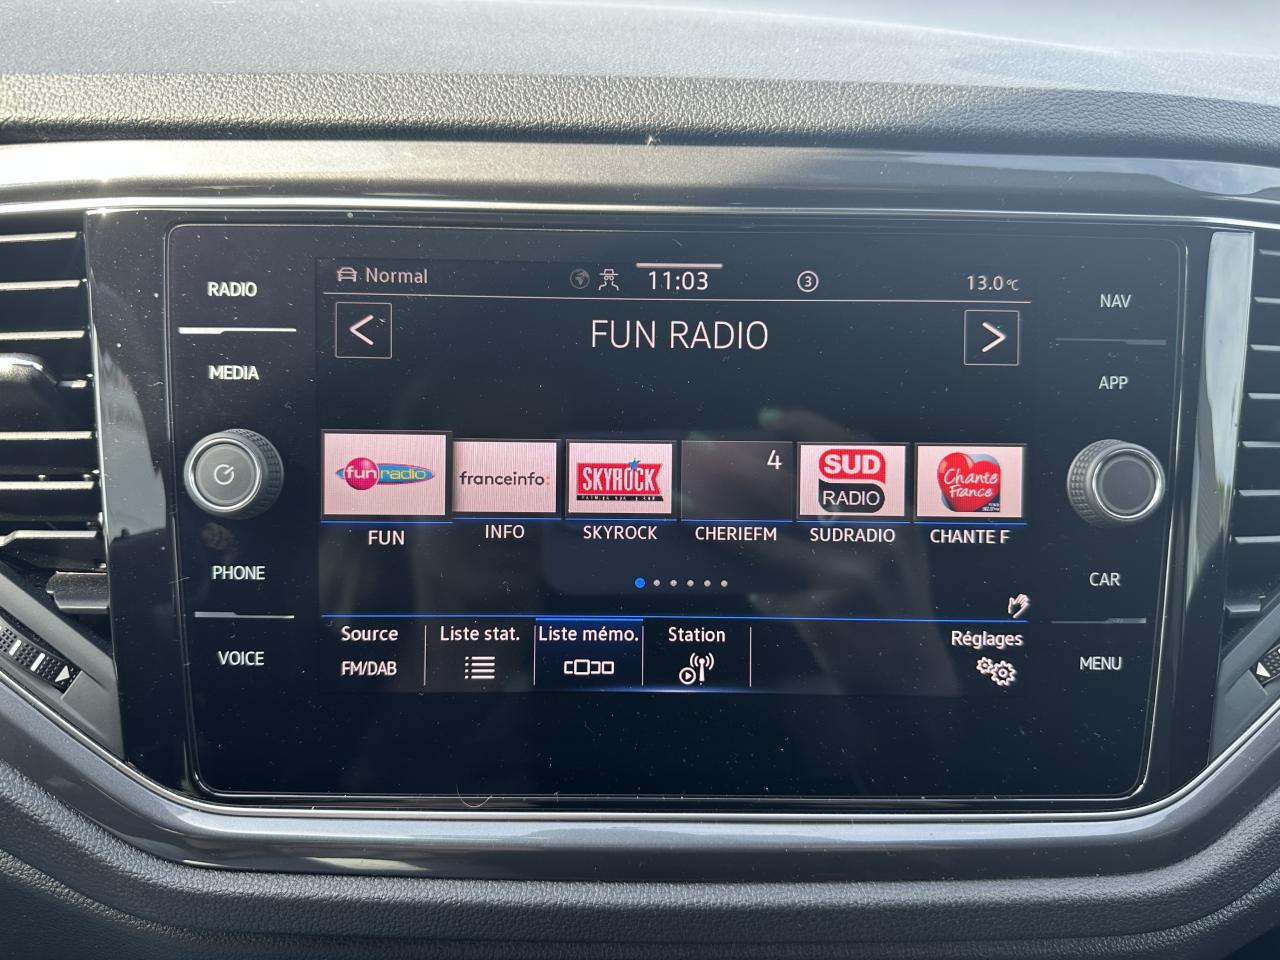 RADIO
MEDIA
PHONE
VOICE
Normal
11:03
3
13.0°C
<
FUN RADIO
>
fun radio
franceinfo:
SKYROCK
4
SUD
RADIO
Chante
France
FUN
INFO
SKYROCK
CHERIEFM
SUDRADIO
CHANTE F
Source
FM/DAB
Liste stat.
Liste mémo.
Station
Réglages
NAV
APP
CAR
MENU